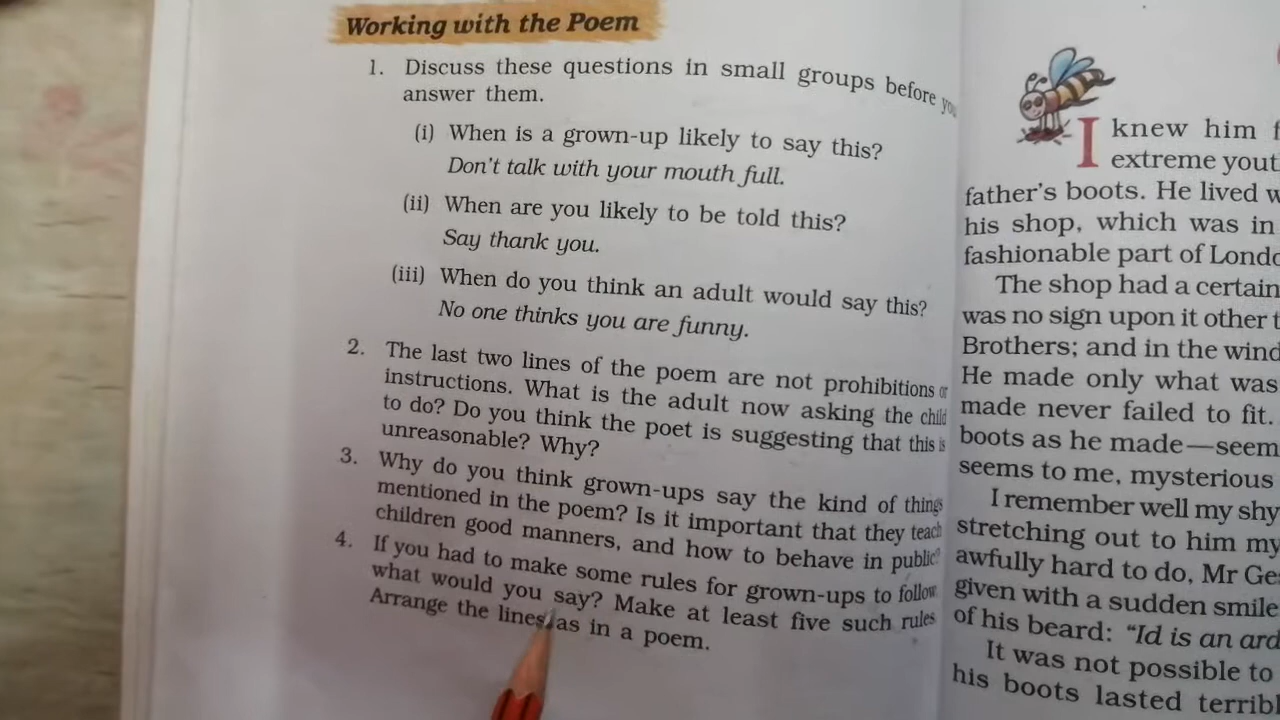 Working with the Poem
1. Discuss these questions in small groups before you
answer them.
(i) When is a grown-up likely to say this?
Don't talk with your mouth full.
(ii) When are you likely to be told this?
Say thank you.
(iii) When do you think an adult would say this?
No one thinks you are funny.
2. The last two lines of the poem are not prohibitions or
instructions. What is the adult now asking the child
to do? Do you think the poet is suggesting that this is
unreasonable? Why?
3. Why do you think grown-ups say the kind of things
mentioned in the poem? Is it important that they teach
children good manners, and how to behave in public?
4. If you had to make some rules for grown-ups to follow,
what would you say? Make at least five such rules.
Arrange the lines as in a poem.
I knew him
extreme
father's boots. He lived
his shop, which was in
fashionable part of
The shop had a certain
was no sign upon it other
Brothers; and in the
He made only what was
made never failed to fit.
boots as he made—
seems to me, mysterious
I remember well my shy
stretching out to him my
awfully hard to do, Mr
given with a sudden smile
of his beard: "Id is an
It was not possible to
his boots lasted